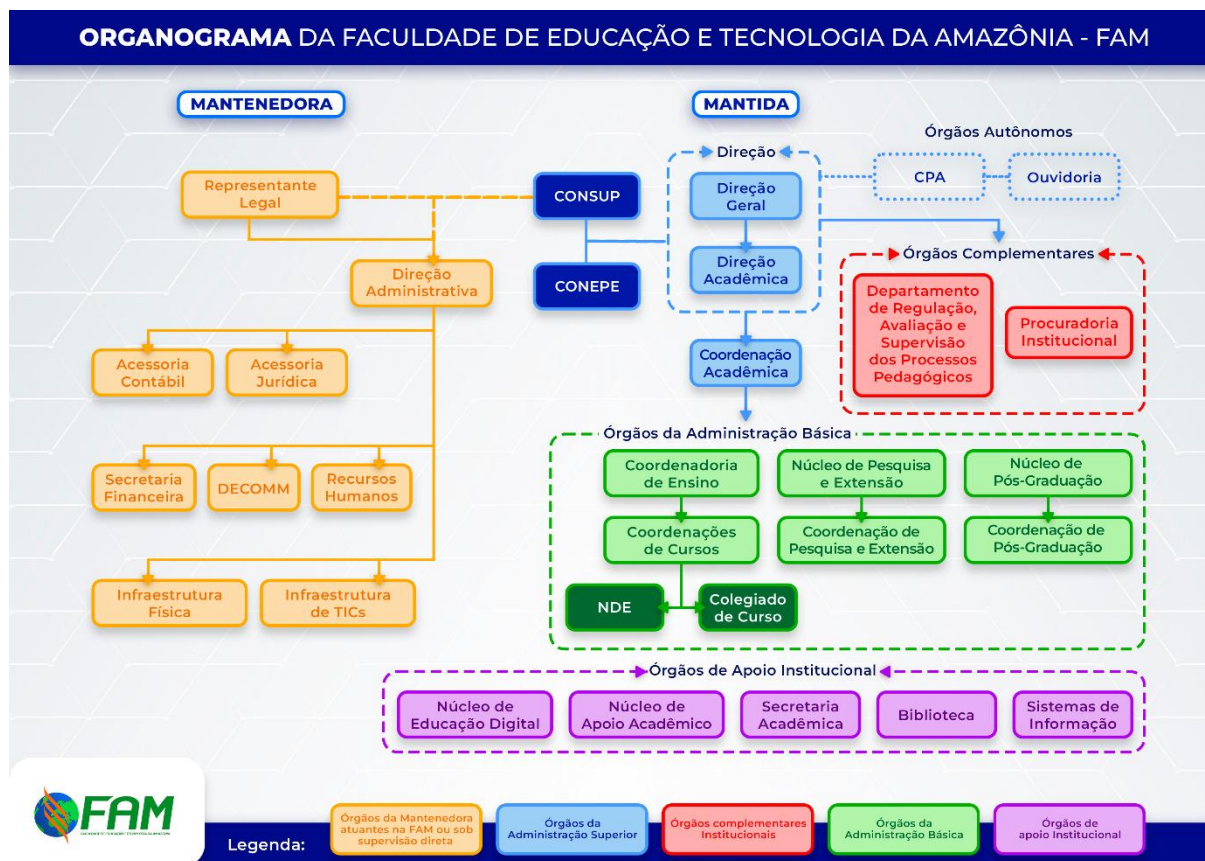 ORGANOGRAMA DA FACULDADE DE EDUCAÇÃO E TECNOLOGIA DA AMAZÔNIA - FAM
MANTENEDORA
MANTIDA
Órgãos Autônomos
Direção
CPA
Ouvidoria
Representante
Legal
CONSUP
Direção
Geral
Órgãos Complementares
Direção
Administrativa
CONEPE
Direção
Acadêmica
Departamento
de Regulação,
Avaliação e
Supervisão
dos Processos
Pedagógicos
Procuradoria
Institucional
Acessoria
Contábil
Acessoria
Jurídica
Coordenação
Acadêmica
Órgãos da Administração Básica
Coordenadoria
de Ensino
Núcleo de Pesquisa
e Extensão
Núcleo de
Pós-Graduação
Secretaria
Financeira
DECOMM
Recursos
Humanos
Coordenações
de Cursos
Coordenação de
Pesquisa e Extensão
Coordenação de
Pós-Graduação
Infraestrutura
Física
Infraestrutura
de TICs
NDE
Colegiado
de Curso
Órgãos de Apoio Institucional
Núcleo de
Educação Digital
Núcleo de
Apoio Acadêmico
Secretaria
Acadêmica
Biblioteca
Sistemas de
Informação
FAM
Legenda:
Órgãos da Mantenedora
atuantes na FAM ou sob
supervisão direta
Órgãos da
Administração Superior
Órgãos complementares
Institucionais
Órgãos da
Administração Básica
Órgãos de
apoio Institucional